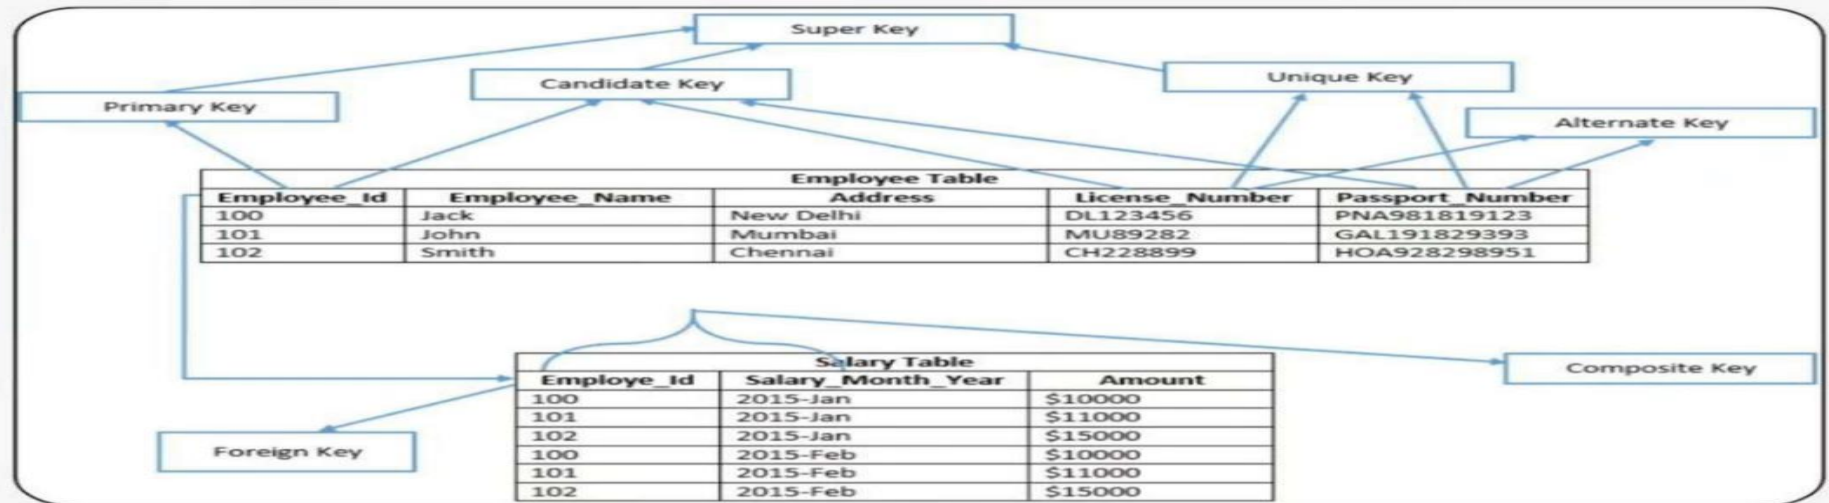 Super Key
Candidate Key
Unique Key
Primary Key
Alternate Key
Employee Table
Employee_Id Employee_Name Address License_Number Passport_Number
100 Jack New Delhi DL123456 PNA981819123
101 John Mumbai MU89282 GAL191829393
102 Smith Chennai CH228899 HOA928298951
Salary Table
Composite Key
Employe_Id Salary_Month_Year Amount
100 2015-Jan $10000
101 2015-Jan $11000
102 2015-Jan $15000
Foreign Key
100 2015-Feb $10000
101 2015-Feb $11000
102 2015-Feb $15000